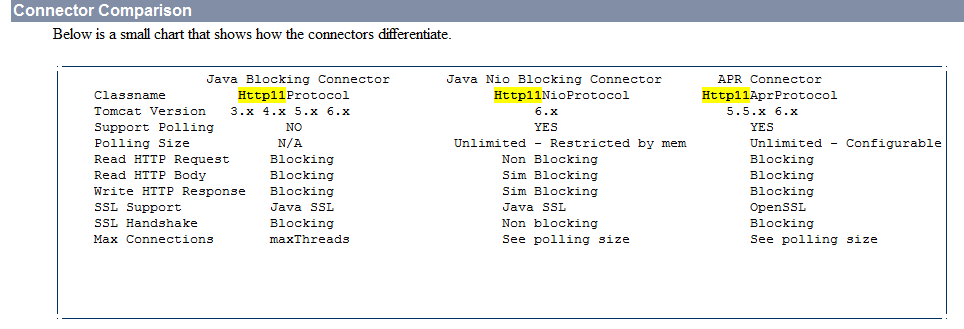 Connector Comparison
Below is a small chart that shows how the connectors differentiate.
Java Blocking Connector Java Nio Blocking Connector APR Connector
Classname Http11Protocol Http11NioProtocol Http11AprProtocol
Tomcat Version 3.x 4.x 5.x 6.x 6.x 5.5.x 6.x
Support Polling NO YES YES
Polling Size N/A Unlimited - Restricted by mem Unlimited - Configurable
Read HTTP Request Blocking Non Blocking Blocking
Read HTTP Body Blocking Sim Blocking Blocking
Write HTTP Response Blocking Sim Blocking Blocking
SSL Support Java SSL Java SSL OpenSSL
SSL Handshake Blocking Non blocking Blocking
Max Connections maxThreads See polling size See polling size